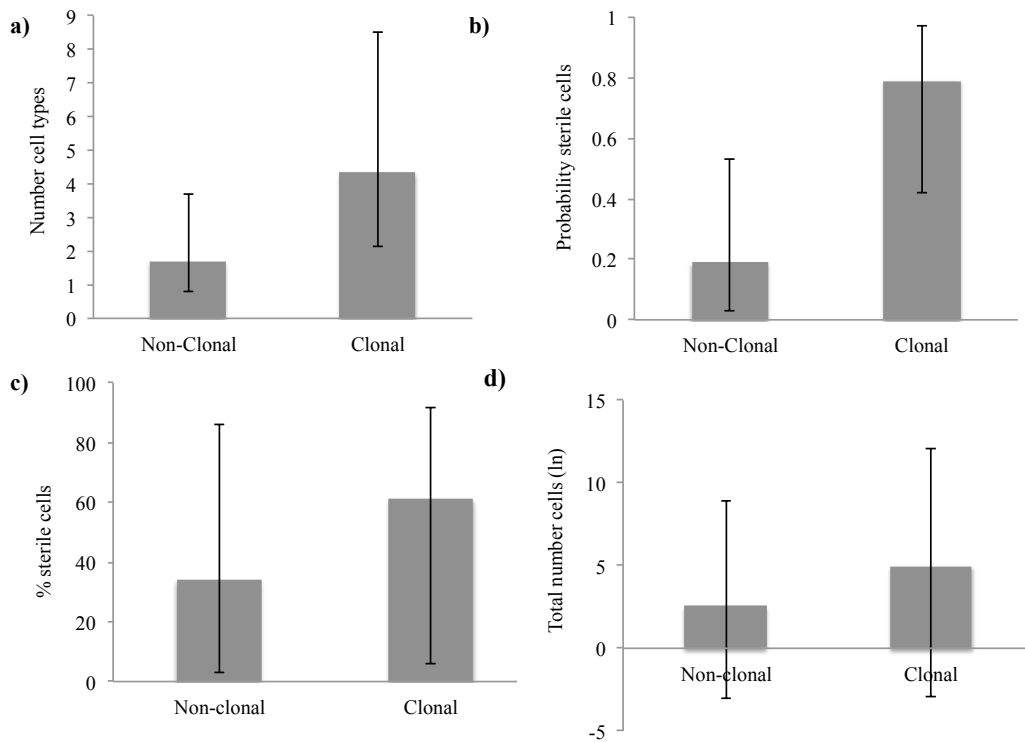 a)
Number cell types
9
8
7
6
5
4
3
2
1
0
Non-Clonal Clonal
b)
Probability sterile cells
1
0.8
0.6
0.4
0.2
0
Non-Clonal Clonal
c)
% sterile cells
100
80
60
40
20
0
Non-clonal Clonal
d)
Total number cells (ln)
15
10
5
0
-5
Non-clonal Clonal